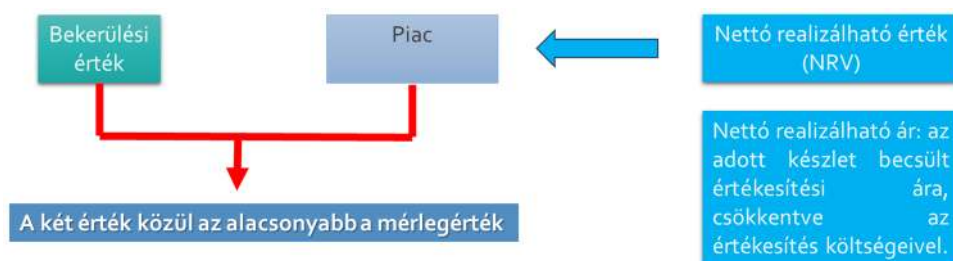 Bekerülési
érték
Piac
Nettó realizálható érték
(NRV)
A két érték közül az alacsonyabb a mérlegérték
Nettó realizálható ár: az
adott készlet becsült
értékesítési ára,
csökkentve az
értékesítés költségeivel.